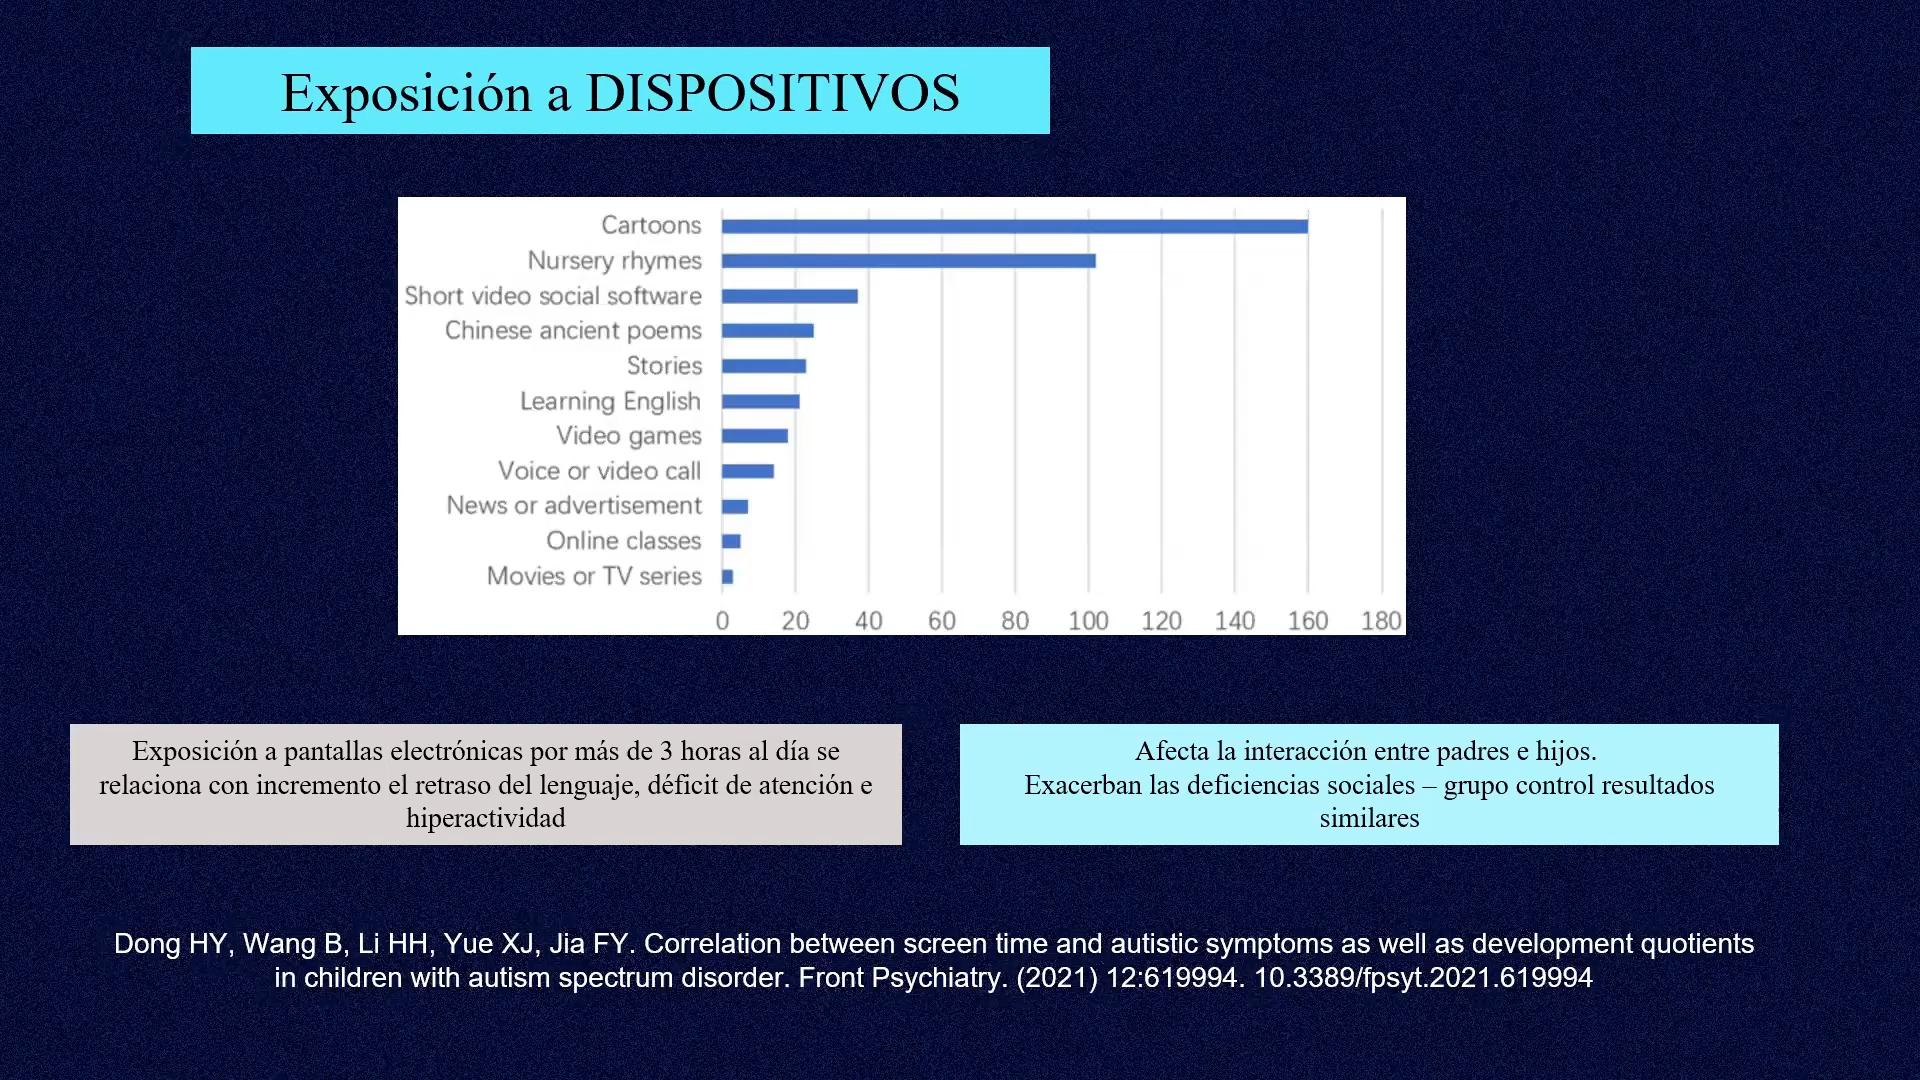 Exposición a DISPOSITIVOS
Cartoons
Nursery rhymes
Short video social software
Chinese ancient poems
Stories
Learning English
Video games
Voice or video call
News or advertisement
Online classes
Movies or TV series
0 20 40 60 80 100 120 140 160 180
Exposición a pantallas electrónicas por más de 3 horas al día se
relaciona con incremento el retraso del lenguaje, déficit de atención e
hiperactividad
Afecta la interacción entre padres e hijos.
Exacerban las deficiencias sociales – grupo control resultados
similares
Dong HY, Wang B, Li HH, Yue XJ, Jia FY. Correlation between screen time and autistic symptoms as well as development quotients
in children with autism spectrum disorder. Front Psychiatry. (2021) 12:619994. 10.3389/fpsyt.2021.619994